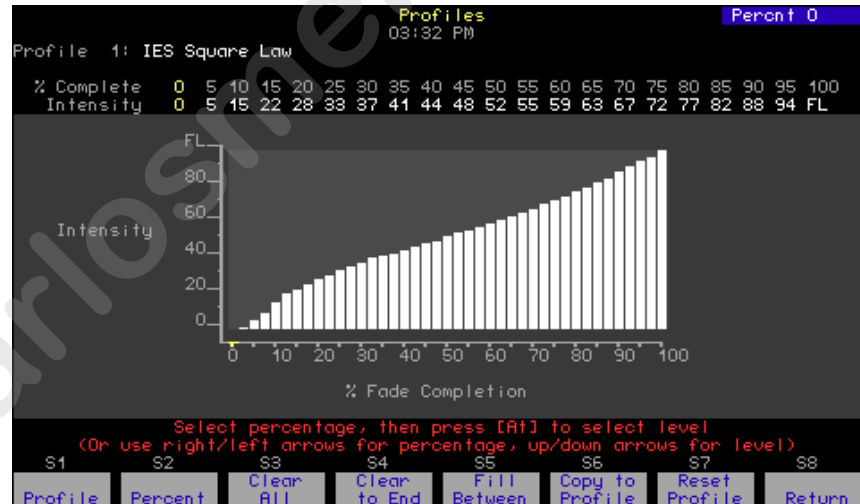 Profiles
Percnt 0
03:32 PM
Profile 1: IES Square Law
% Complete 0 5 10 15 20 25 30 35 40 45 50 55 60 65 70 75 80 85 90 95 100
Intensity 0 5 15 22 28 33 37 41 44 48 52 55 59 63 67 72 77 82 88 94 FL
FL
80
60
Intensity
40
20
0
0 10 20 30 40 50 60 70 80 90 100
% Fade Completion
Select percentage, then press [At] to select level
(Or use right/left arrows for percentage, up/down arrows for level)
S1 S2 S3 S4 S5 S6 S7 S8
Clear Clear Fill Copy to Reset
Profile Percent All to End Between Profile Profile Return